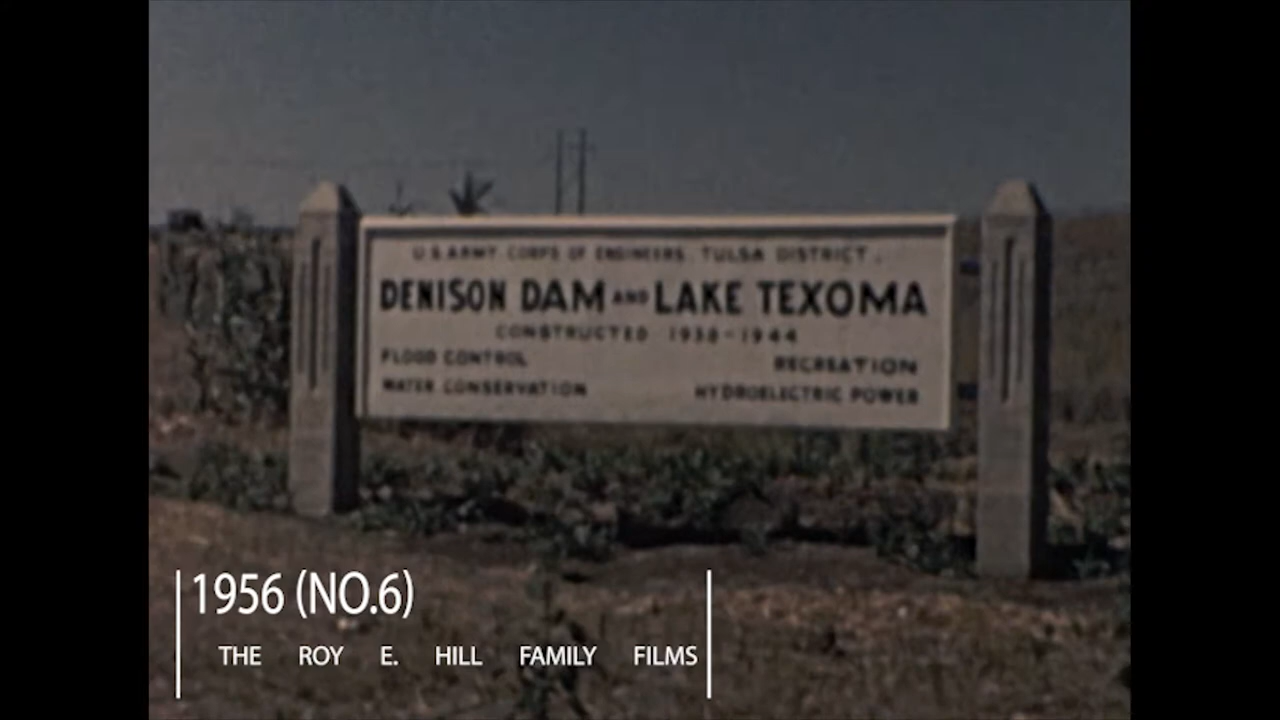 U.S. ARMY CORPS OF ENGINEERS. TULSA DISTRICT.
DENISON DAM AND LAKE TEXOMA
CONSTRUCTED 1938-1944
FLOOD CONTROL RECREATION
WATER CONSERVATION HYDROELECTRIC POWER
1956 (NO.6)
THE ROY E. HILL FAMILY FILMS